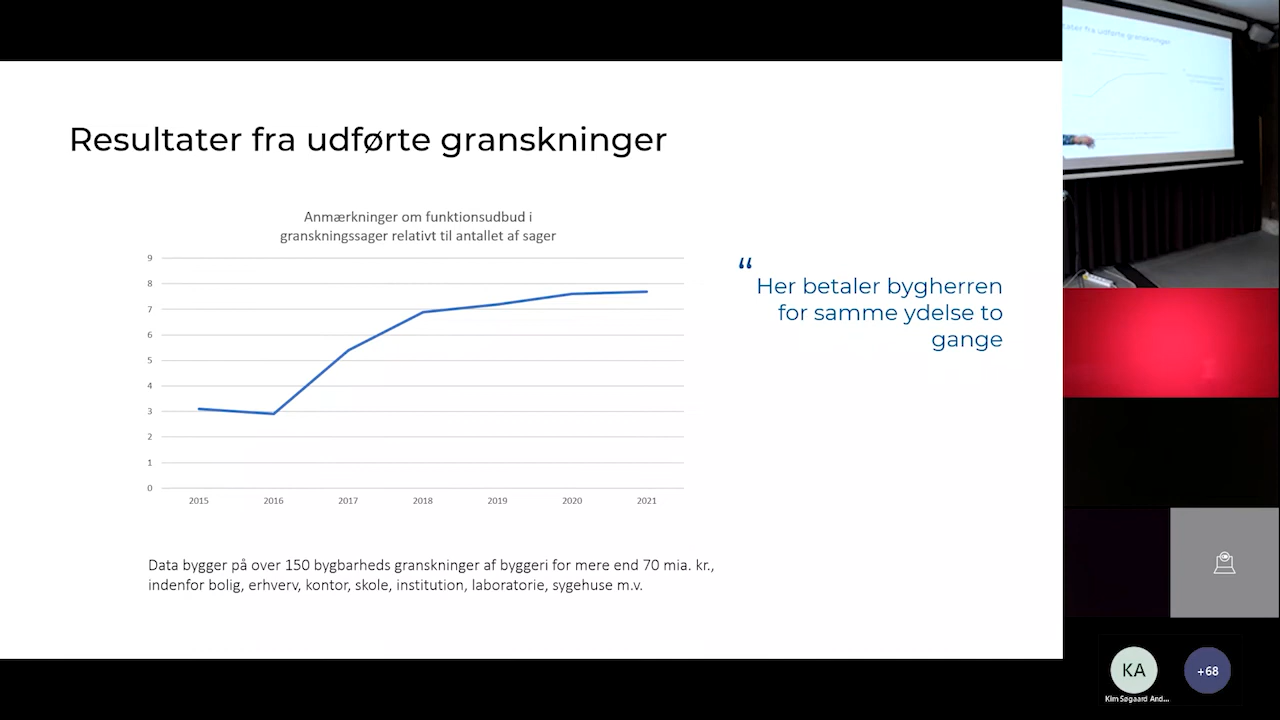 Resultater fra udførte granskninger
Anmærkninger om funktionsudbud i
granskningssager relativt til antallet af sager
9
8
7
6
5
4
3
2
1
0
2015 2016 2017 2018 2019 2020 2021
“
Her betaler bygherren
for samme ydelse to
gange
Data bygger på over 150 bygbarheds granskninger af byggeri for mere end 70 mia. kr.,
indenfor bolig, erhverv, kontor, skole, institution, laboratorie, sygehuse m.v.
KA
+68
Kim Søgaard And...